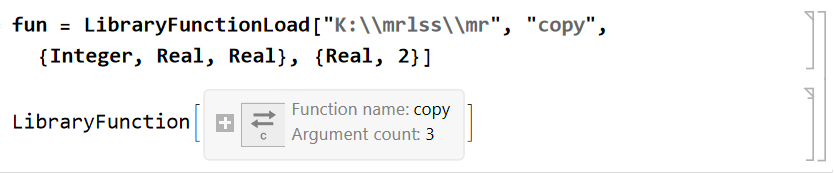 fun = LibraryFunctionLoad["K:\\mrlss\\mr", "copy",
{Integer, Real, Real}, {Real, 2}]
LibraryFunction[
Function name: copy
c
Argument count: 3
]